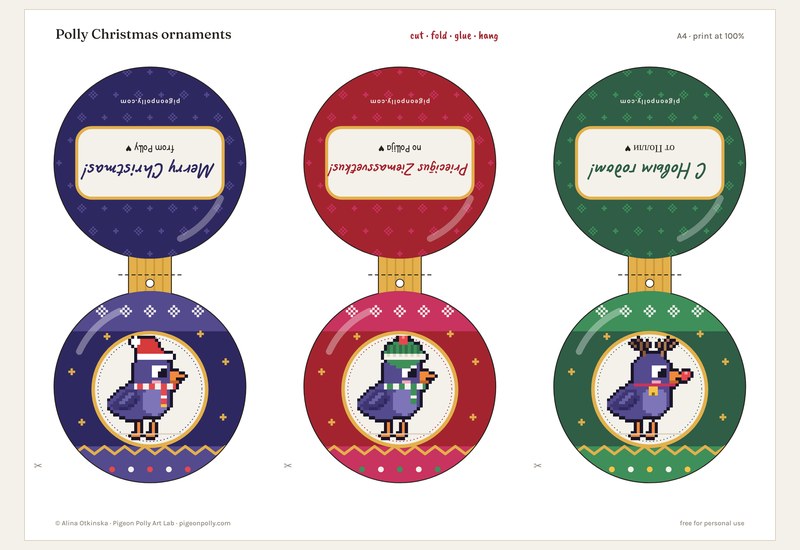 Polly Christmas ornaments
cut · fold · glue · hang
A4 · print at 100%
pigeonpolly.com
from Polly ♥
Merry Christmas!
pigeonpolly.com
no Pollija ♥
Priecīgus Ziemassvētkus!
pigeonpolly.com
от Полли ♥
С Новым годом!
© Alina Otkinska · Pigeon Polly Art Lab · pigeonpolly.com
free for personal use